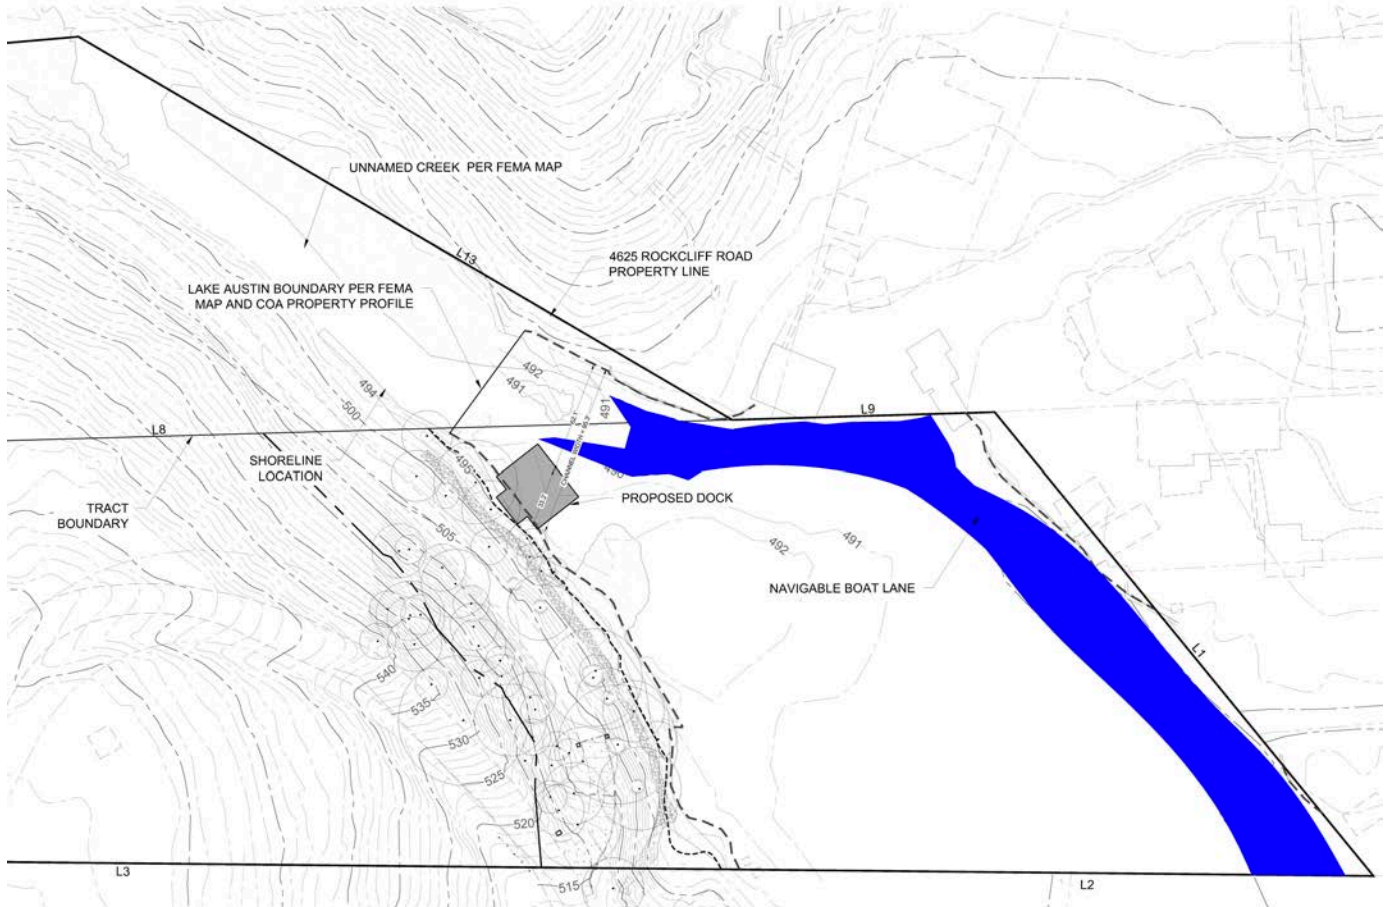 UNNAMED CREEK PER FEMA MAP
L13
4625 ROCKCLIFF ROAD
PROPERTY LINE
LAKE AUSTIN BOUNDARY PER FEMA
MAP AND COA PROPERTY PROFILE
492
491
491
494
500
L8
L9
495
490
SHORELINE
LOCATION
TRACT
BOUNDARY
PROPOSED DOCK
505
492
491
NAVIGABLE BOAT LANE
L1
540
535
530
525
520
515
L3
L2